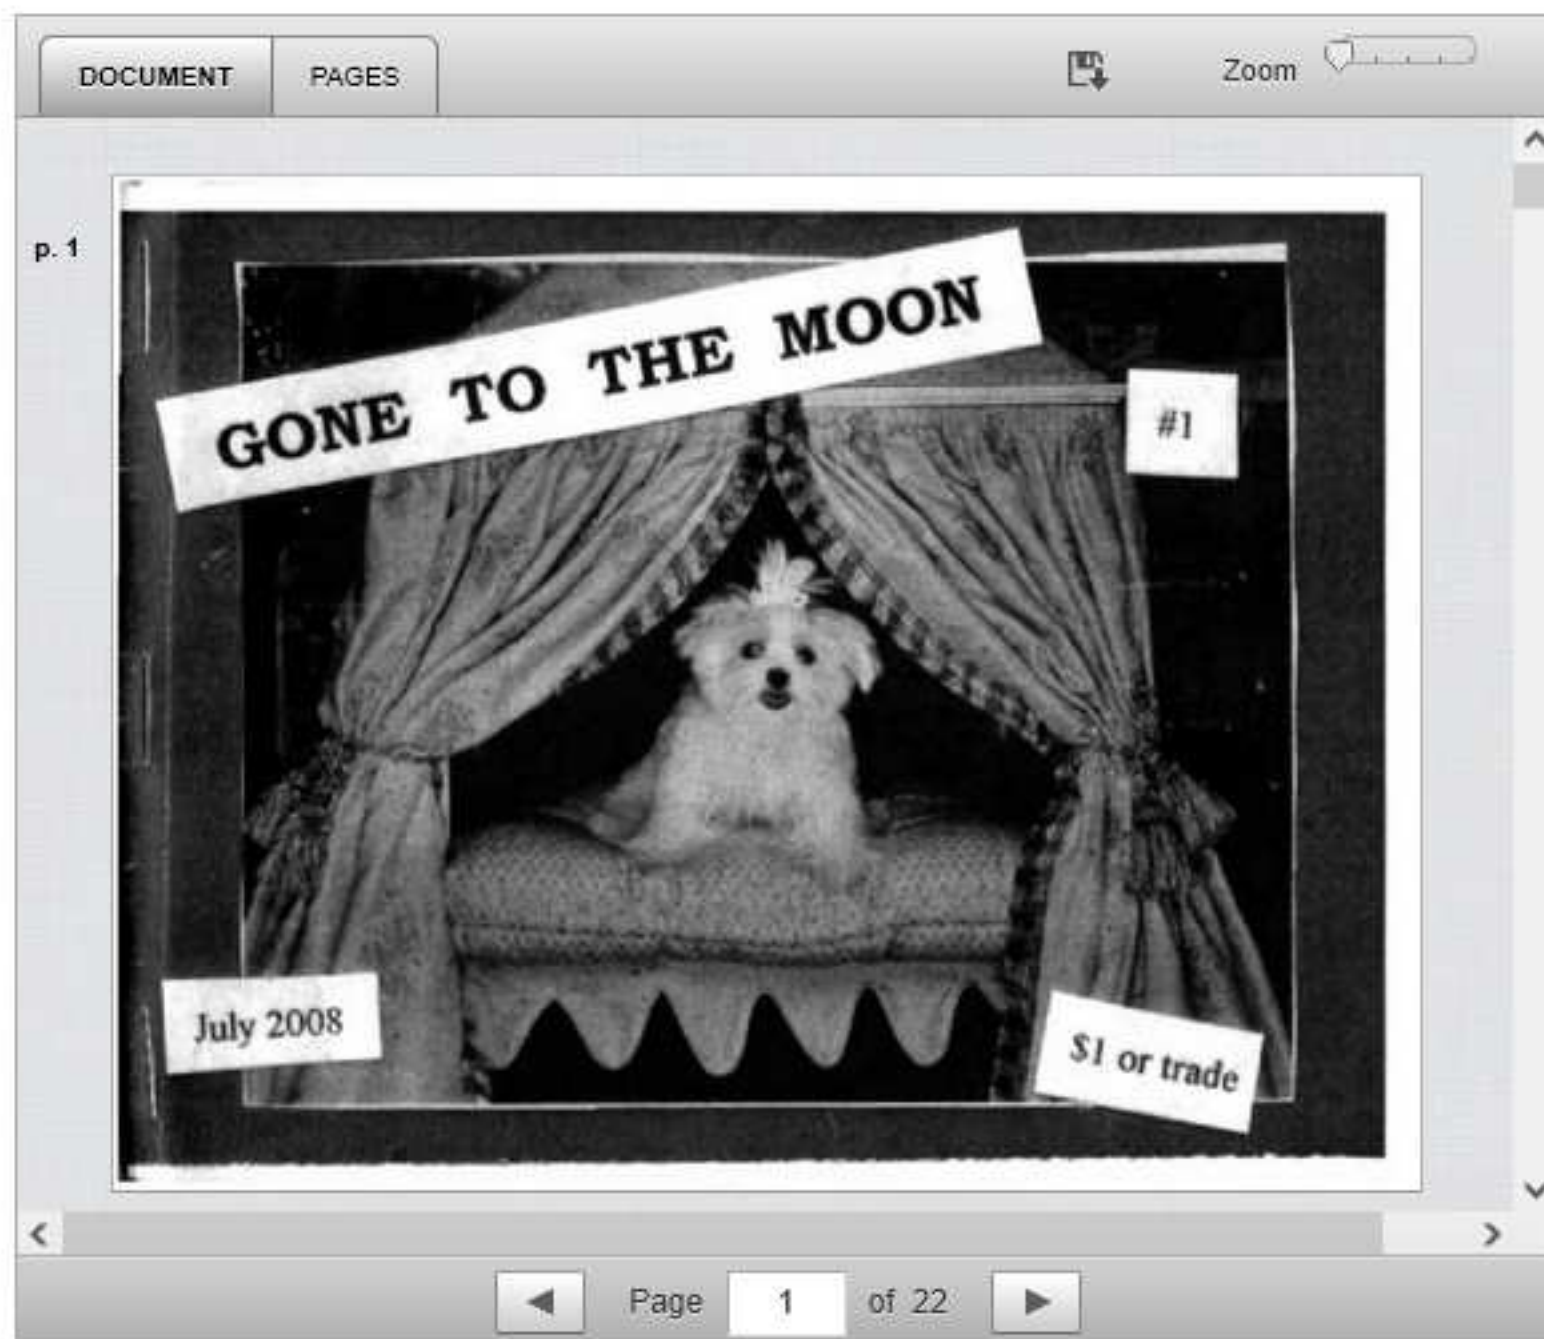 DOCUMENT
PAGES
Zoom
p. 1
GONE TO THE MOON
#1
July 2008
$1 or trade
Page 1 of 22